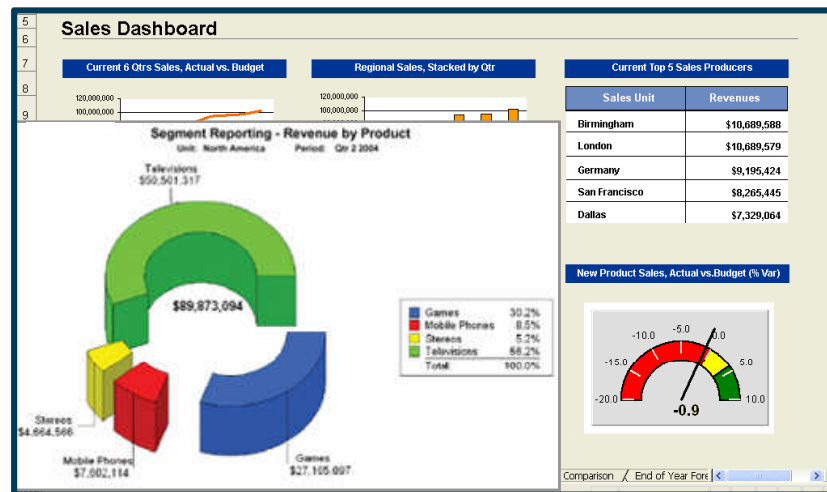 5
6
7
8
9
Sales Dashboard
Current 6 Qtrs Sales, Actual vs. Budget
Regional Sales, Stacked by Qtr
Current Top 5 Sales Producers
120,000,000
100,000,000
120,000,000
100,000,000
Sales Unit Revenues
Birmingham $10,689,588
London $10,689,579
Germany $9,195,424
San Francisco $8,265,445
Dallas $7,329,064
Segment Reporting - Revenue by Product
Unit: North America Period: Qtr 2 2004
Televisions
$50,501,317
$89,873,094
Games 30.2%
Mobile Phones 8.5%
Stereos 5.2%
Televisions 56.2%
Total: 100.0%
Stereos
$4,664,566
Mobile Phones
$7,602,114
Games
$27,105,097
New Product Sales, Actual vs.Budget (% Var)
-20.0
-15.0
-10.0
-5.0
0.0
5.0
10.0
-0.9
Comparison / End of Year Fore